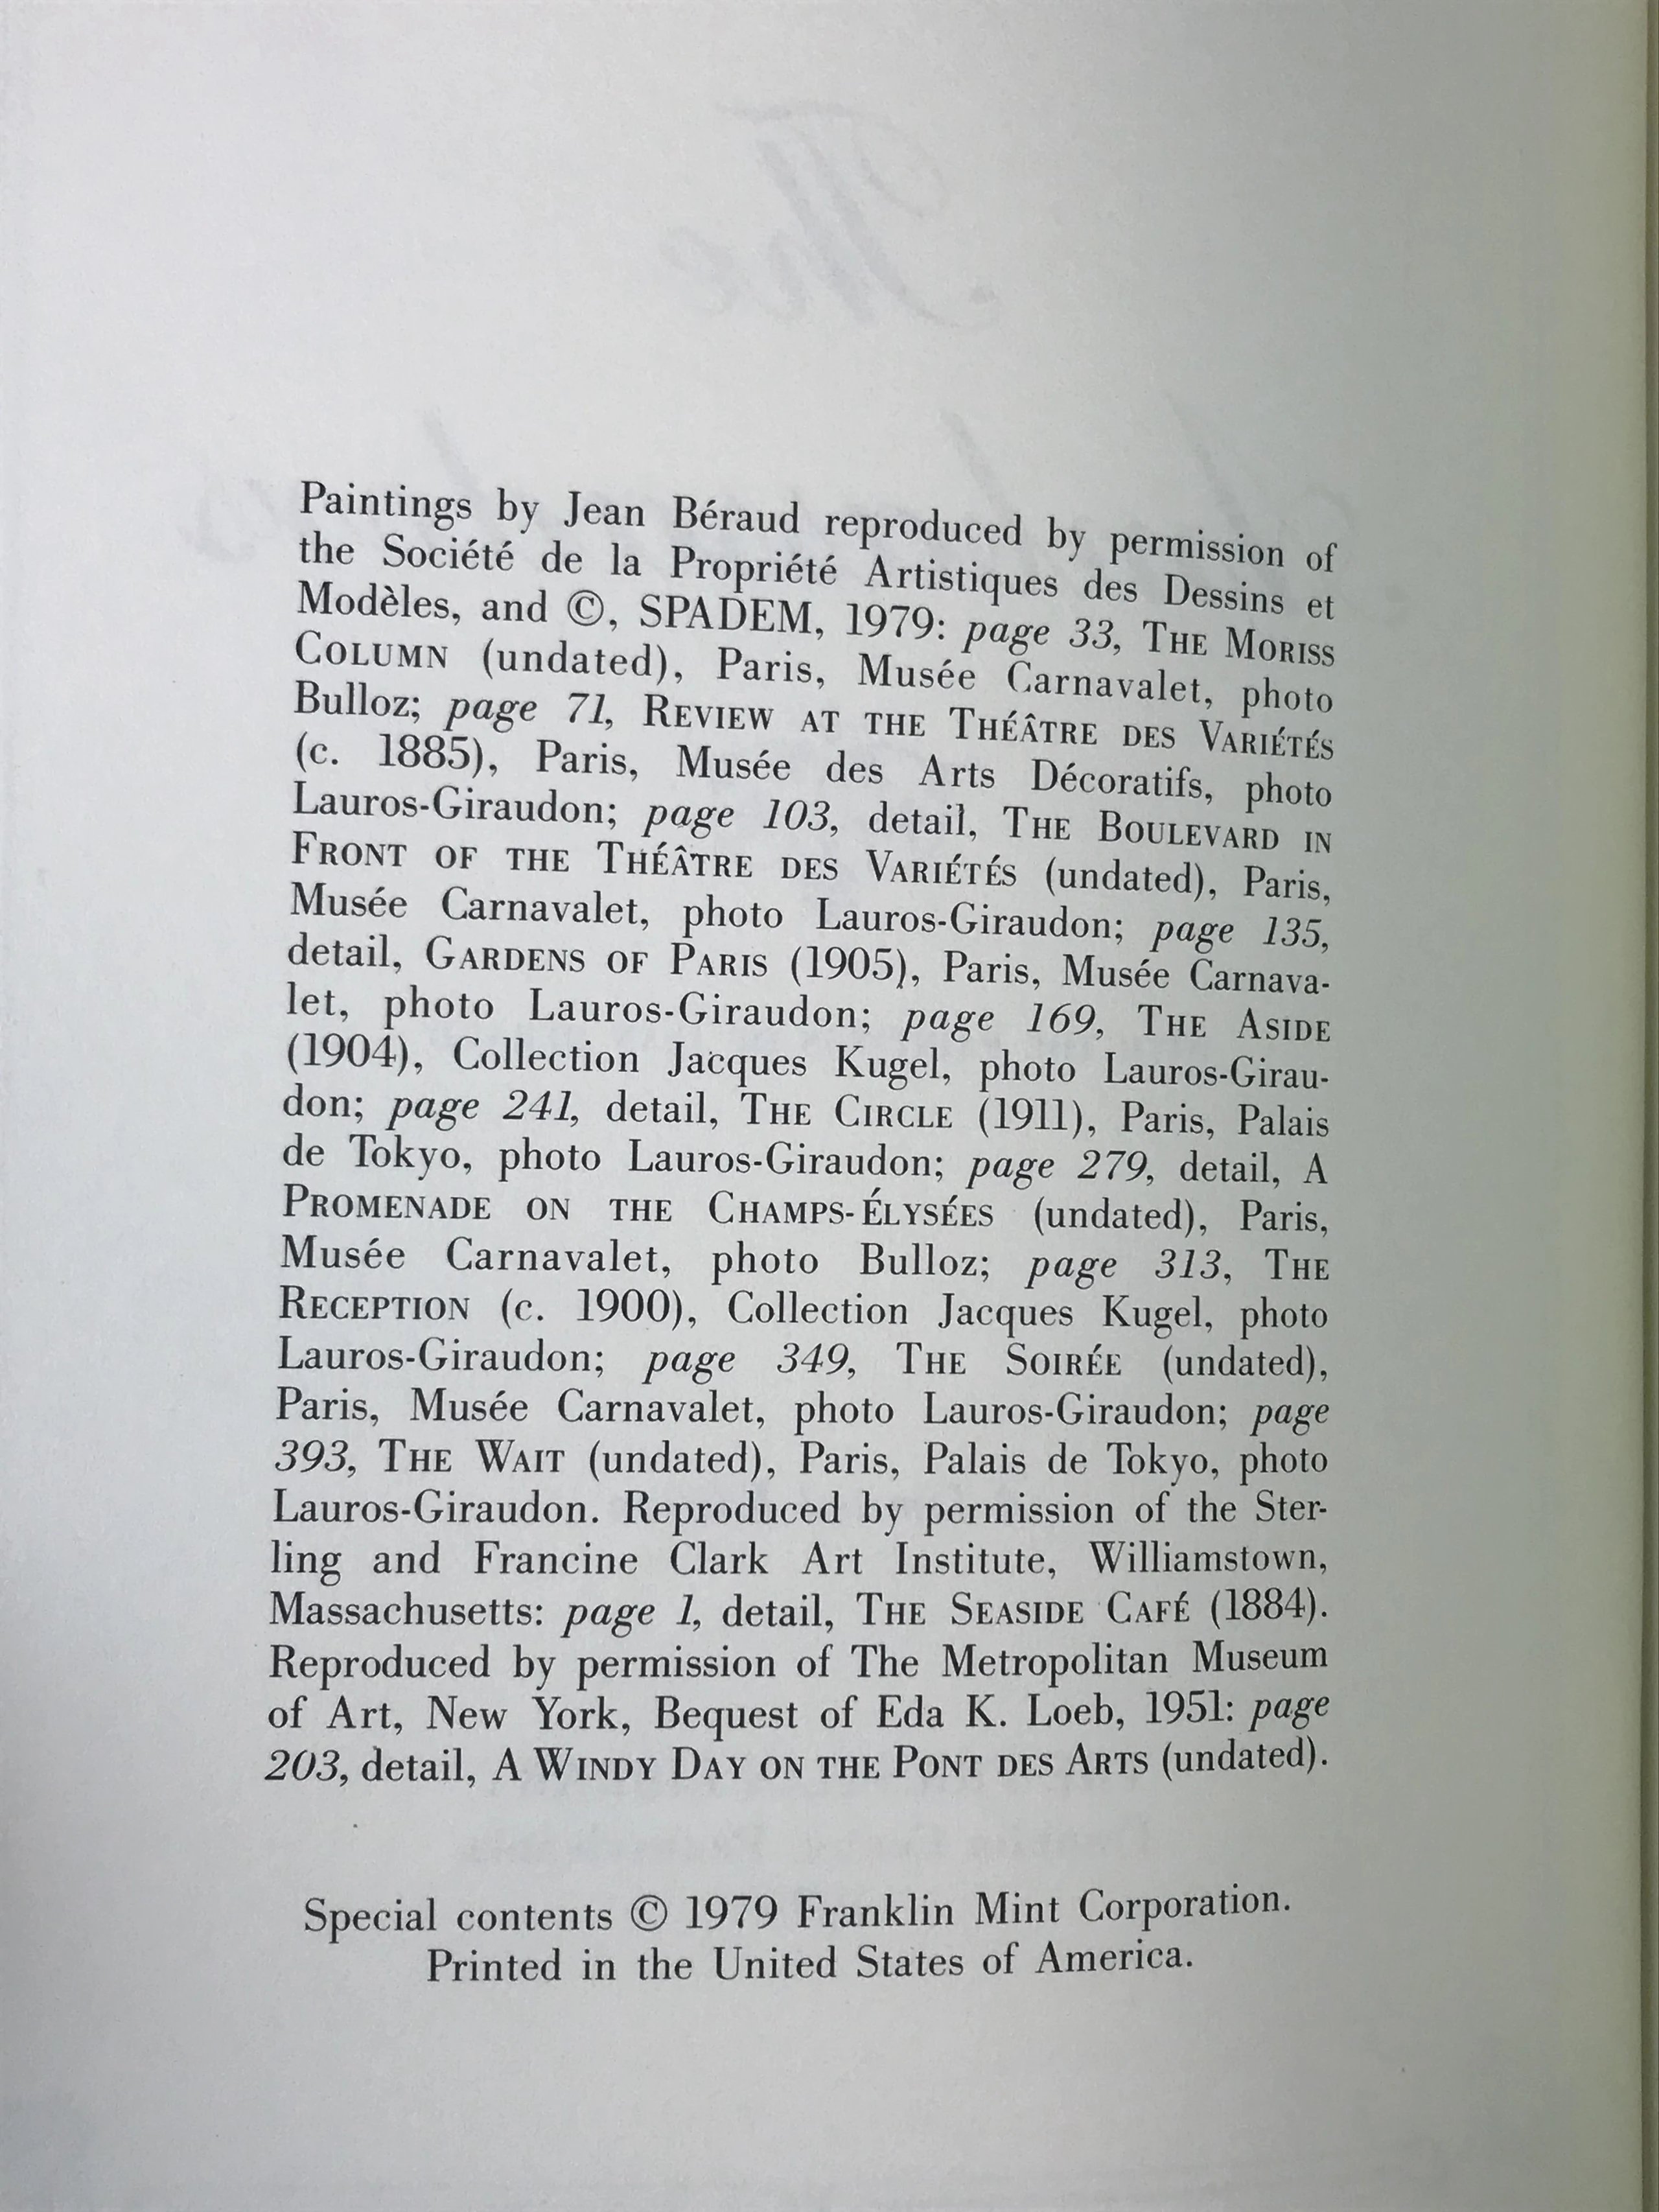 Paintings by Jean Béraud reproduced by permission of
the Société de la Propriété Artistiques des Dessins et
Modèles, and ©, SPADEM, 1979: page 33, THE MORISS
COLUMN (undated), Paris, Musée Carnavalet, photo
Bulloz; page 71, REVIEW AT THE THÉÂTRE DES VARIÉTÉS
(c. 1885), Paris, Musée des Arts Décoratifs, photo
Lauros-Giraudon; page 103, detail, THE BOULEVARD IN
FRONT OF THE THÉÂTRE DES VARIÉTÉS (undated), Paris,
Musée Carnavalet, photo Lauros-Giraudon; page 135,
detail, GARDENS OF PARIS (1905), Paris, Musée Carnava-
let, photo Lauros-Giraudon; page 169, THE ASIDE
(1904), Collection Jacques Kugel, photo Lauros-Girau-
don; page 241, detail, THE CIRCLE (1911), Paris, Palais
de Tokyo, photo Lauros-Giraudon; page 279, detail, A
PROMENADE ON THE CHAMPS-ÉLYSÉES (undated), Paris,
Musée Carnavalet, photo Bulloz; page 313, THE
RECEPTION (c. 1900), Collection Jacques Kugel, photo
Lauros-Giraudon; page 349, THE SOIRÉE (undated),
Paris, Musée Carnavalet, photo Lauros-Giraudon; page
393, THE WAIT (undated), Paris, Palais de Tokyo, photo
Lauros-Giraudon. Reproduced by permission of the Ster-
ling and Francine Clark Art Institute, Williamstown,
Massachusetts: page 1, detail, THE SEASIDE CAFÉ (1884).
Reproduced by permission of The Metropolitan Museum
of Art, New York, Bequest of Eda K. Loeb, 1951: page
203, detail, A WINDY DAY ON THE PONT DES ARTS (undated).
Special contents © 1979 Franklin Mint Corporation.
Printed in the United States of America.